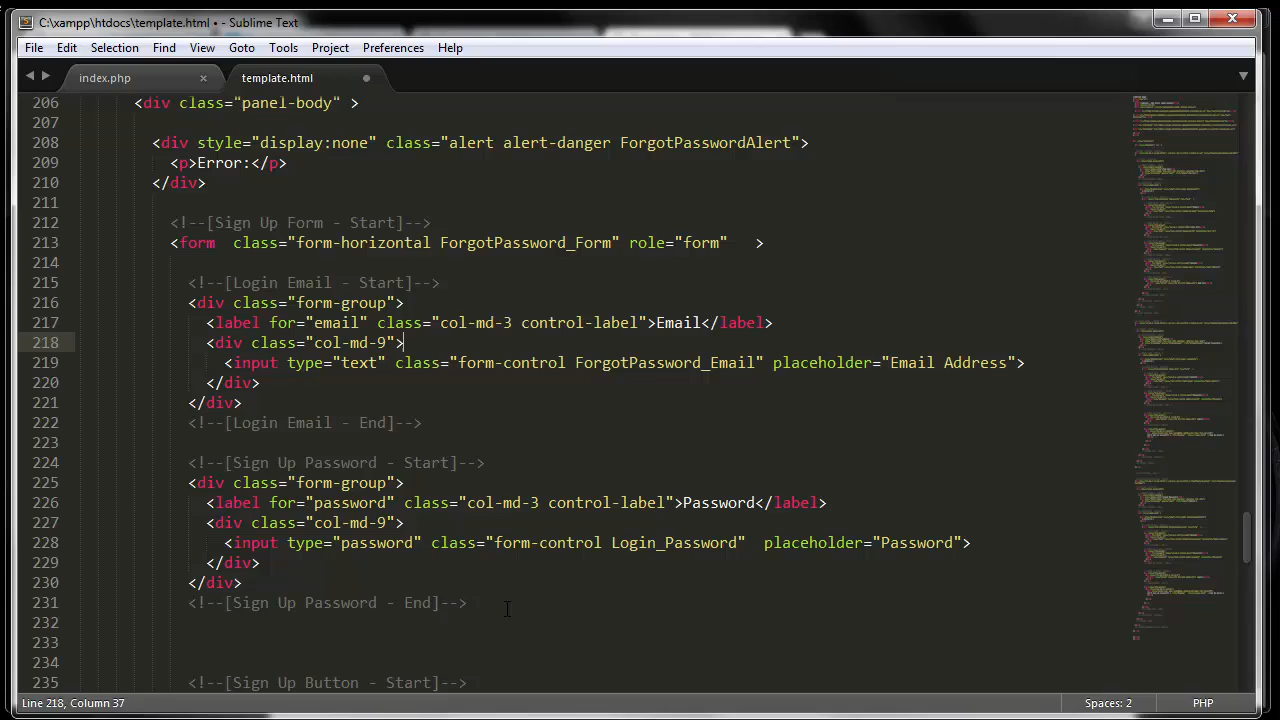 C:\xampp\htdocs\template.html • - Sublime Text
File Edit Selection Find View Goto Tools Project Preferences Help
index.php × template.html
206 <div class="panel-body" >
207
208 <div style="display:none" class="alert alert-danger ForgotPasswordAlert">
209 <p>Error:</p>
210 </div>
211
212 <!--[Sign Up Form - Start]-->
213 <form class="form-horizontal ForgotPassword_Form" role="form" >
214
215 <!--[Login Email - Start]-->
216 <div class="form-group">
217 <label for="email" class="col-md-3 control-label">Email</label>
218 <div class="col-md-9">
219 <input type="text" class="form-control ForgotPassword_Email" placeholder="Email Address">
220 </div>
221 </div>
222 <!--[Login Email - End]-->
223
224 <!--[Sign Up Password - Start]-->
225 <div class="form-group">
226 <label for="password" class="col-md-3 control-label">Password</label>
227 <div class="col-md-9">
228 <input type="password" class="form-control Login_Password" placeholder="Password">
229 </div>
230 </div>
231 <!--[Sign Up Password - End]-->
232
233
234
235 <!--[Sign Up Button - Start]-->
Line 218, Column 37 Spaces: 2 PHP